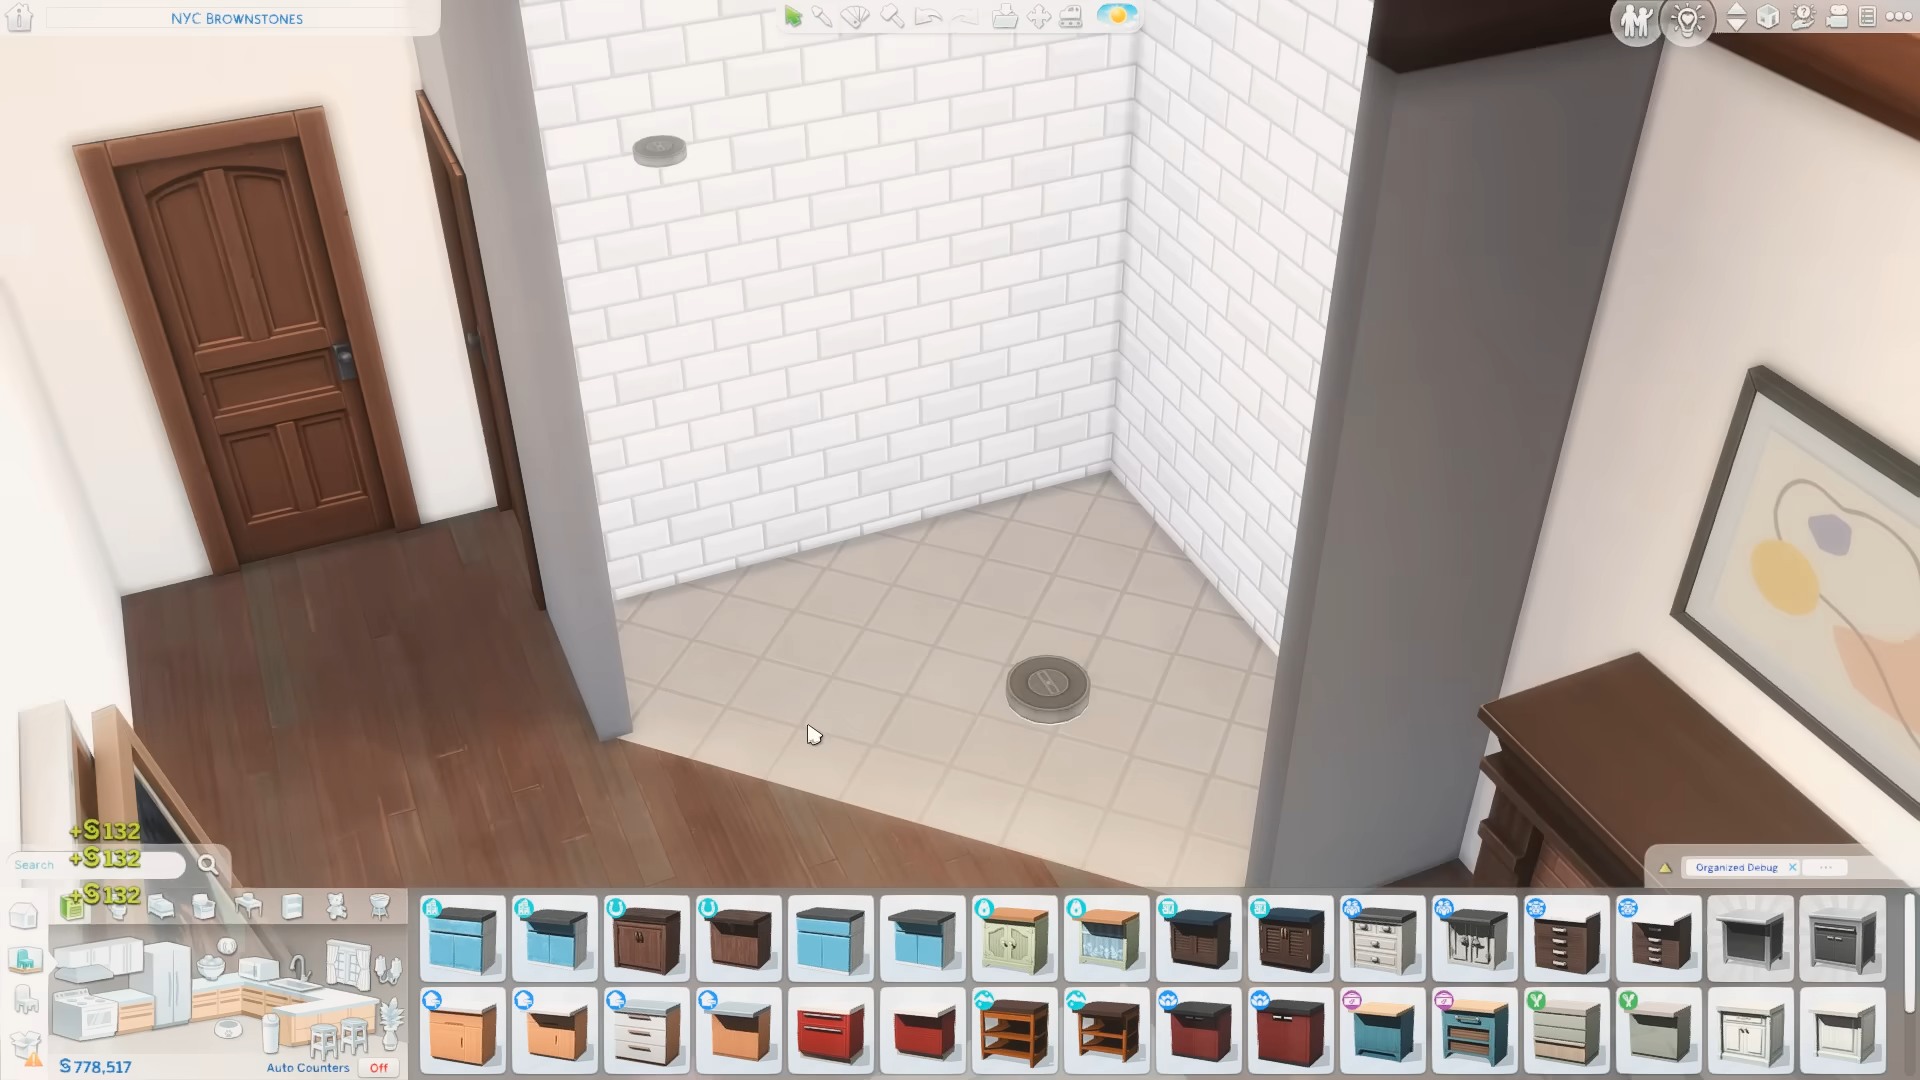 NYC BROWNSTONES
+§132
+§132
+§132
Search
Organized Debug
§778,517
Auto Counters
Off